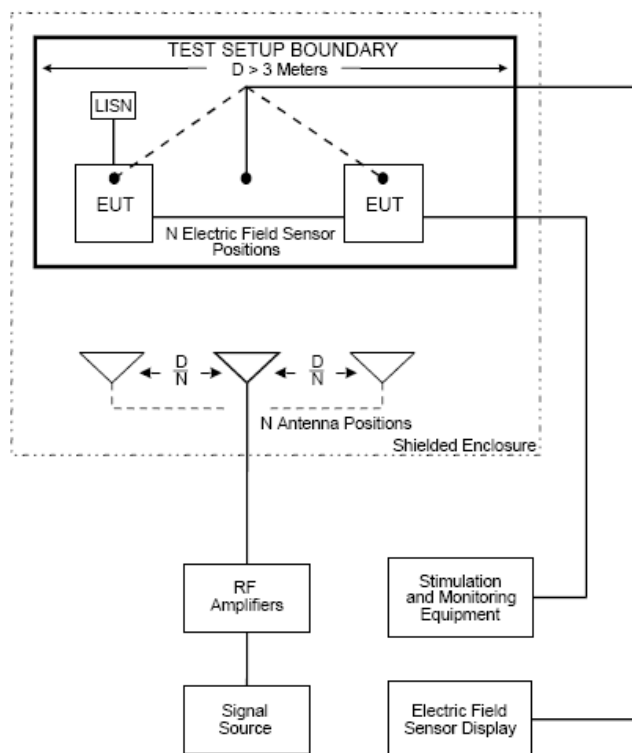 TEST SETUP BOUNDARY
D > 3 Meters
LISN
EUT
EUT
N Electric Field Sensor
Positions
D
N
D
N
N Antenna Positions
Shielded Enclosure
RF
Amplifiers
Stimulation
and Monitoring
Equipment
Signal
Source
Electric Field
Sensor Display